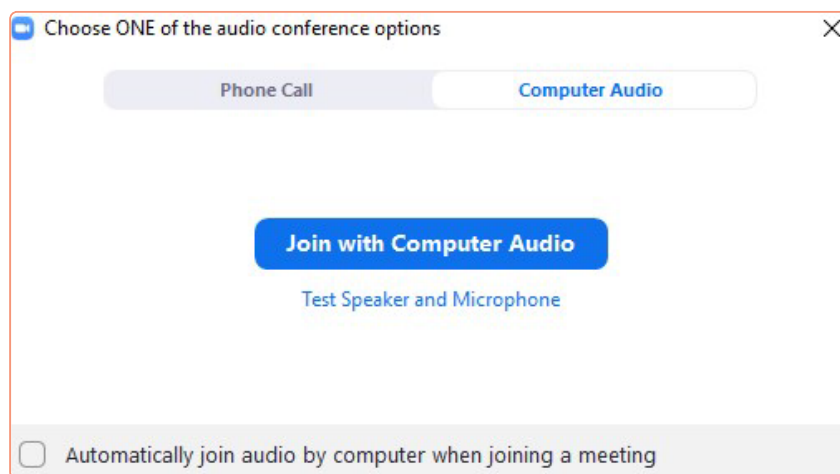 Choose ONE of the audio conference options
Phone Call
Computer Audio
Join with Computer Audio
Test Speaker and Microphone
Automatically join audio by computer when joining a meeting